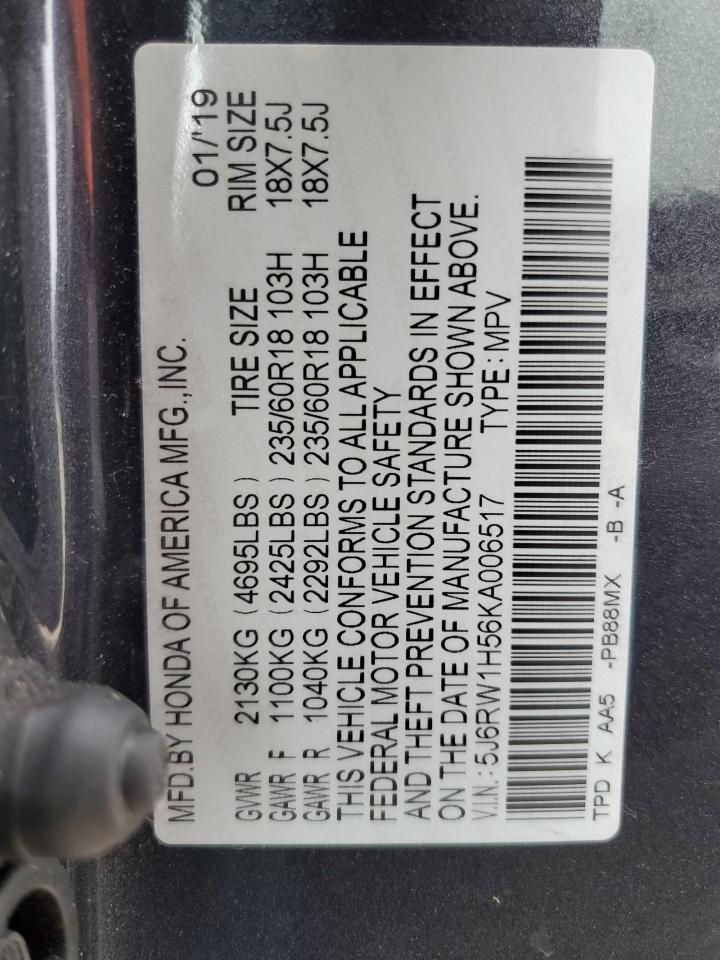 MFD.BY HONDA OF AMERICA MFG.,INC. 01/'19
GVWR 2130KG (4695LBS) TIRE SIZE RIM SIZE
GAWR F 1100KG (2425LBS) 235/60R18 103H 18X7.5J
GAWR R 1040KG (2292LBS) 235/60R18 103H 18X7.5J
THIS VEHICLE CONFORMS TO ALL APPLICABLE
FEDERAL MOTOR VEHICLE SAFETY
AND THEFT PREVENTION STANDARDS IN EFFECT
ON THE DATE OF MANUFACTURE SHOWN ABOVE.
V.I.N.: 5J6RW1H56KA006517 TYPE: MPV
TPD K AA5 -PB88MX -B -A